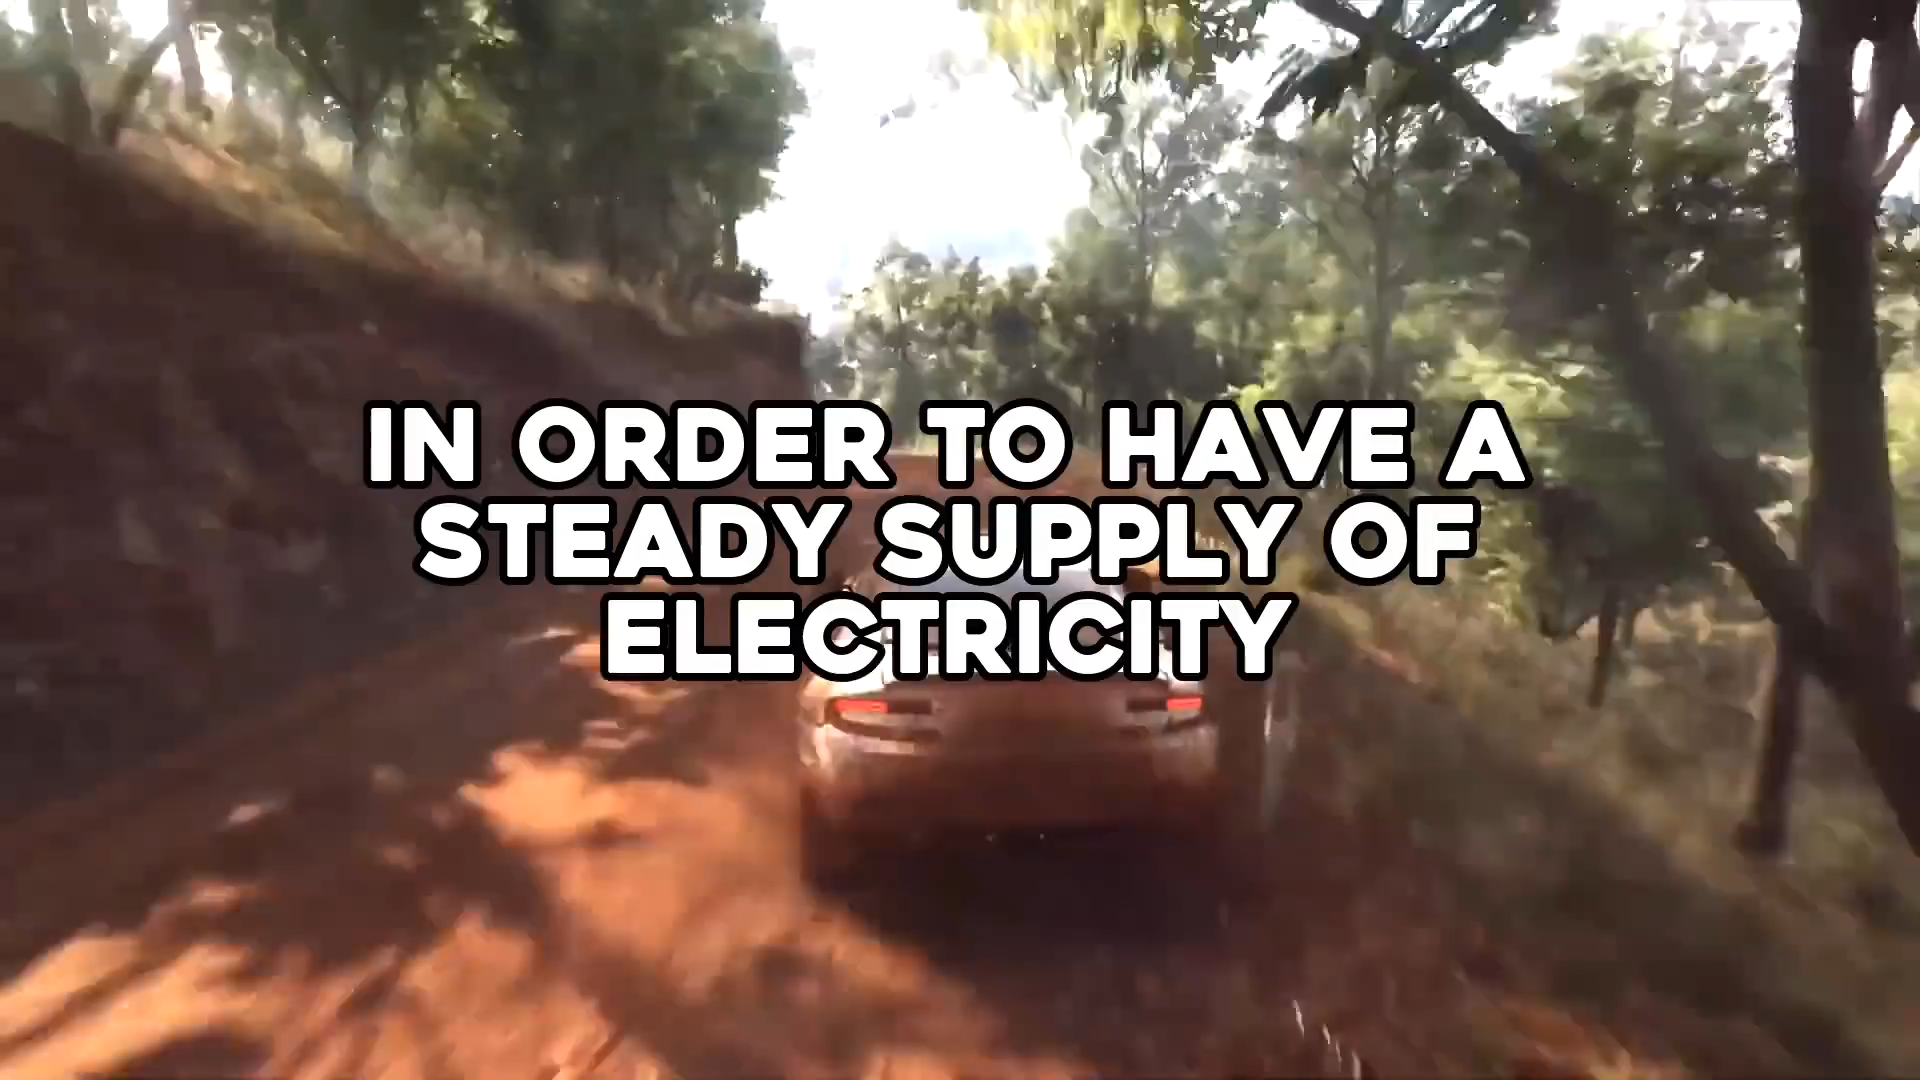 IN ORDER TO HAVE A
STEADY SUPPLY OF
ELECTRICITY